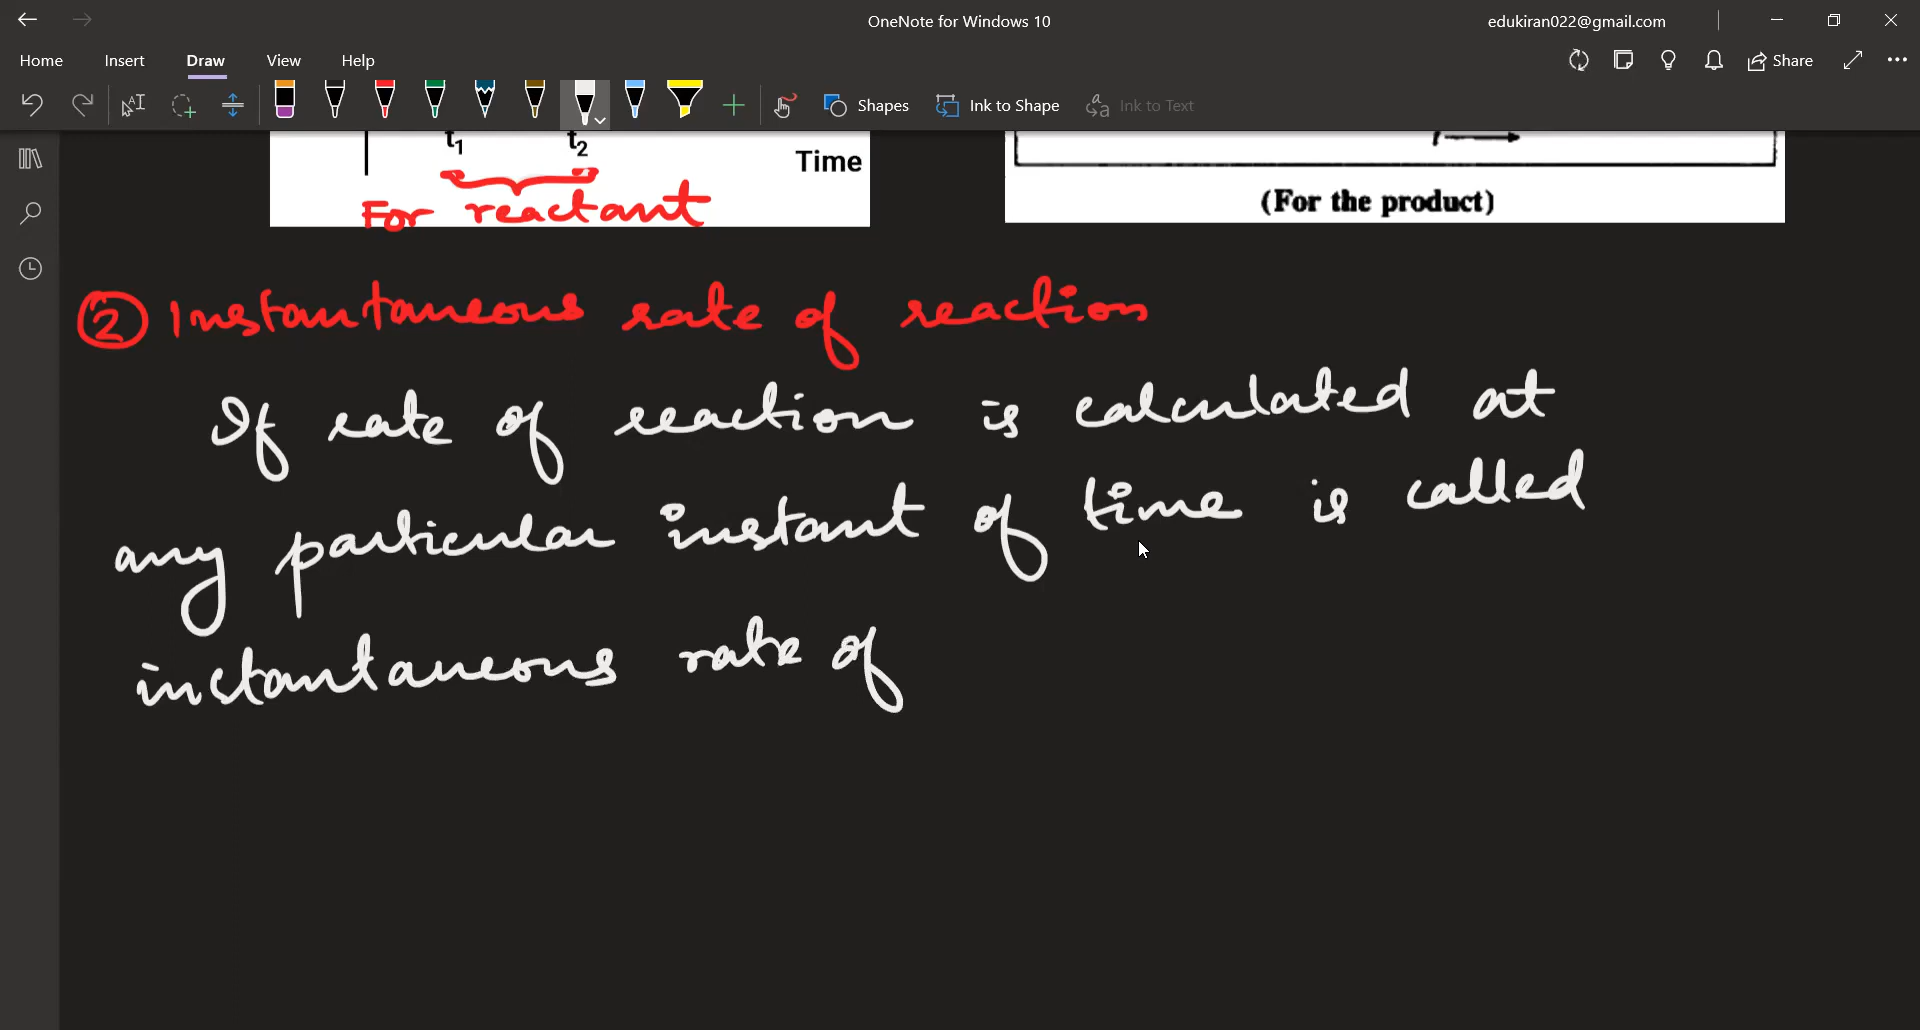 OneNote for Windows 10
edukiran022@gmail.com
Home Insert Draw View Help
Share
Shapes Ink to Shape Ink to Text
t1 t2
Time
For reactant
(For the product)
② Instantaneous rate of reaction
If rate of reaction is calculated at
any particular instant of time is called
instantaneous rate of